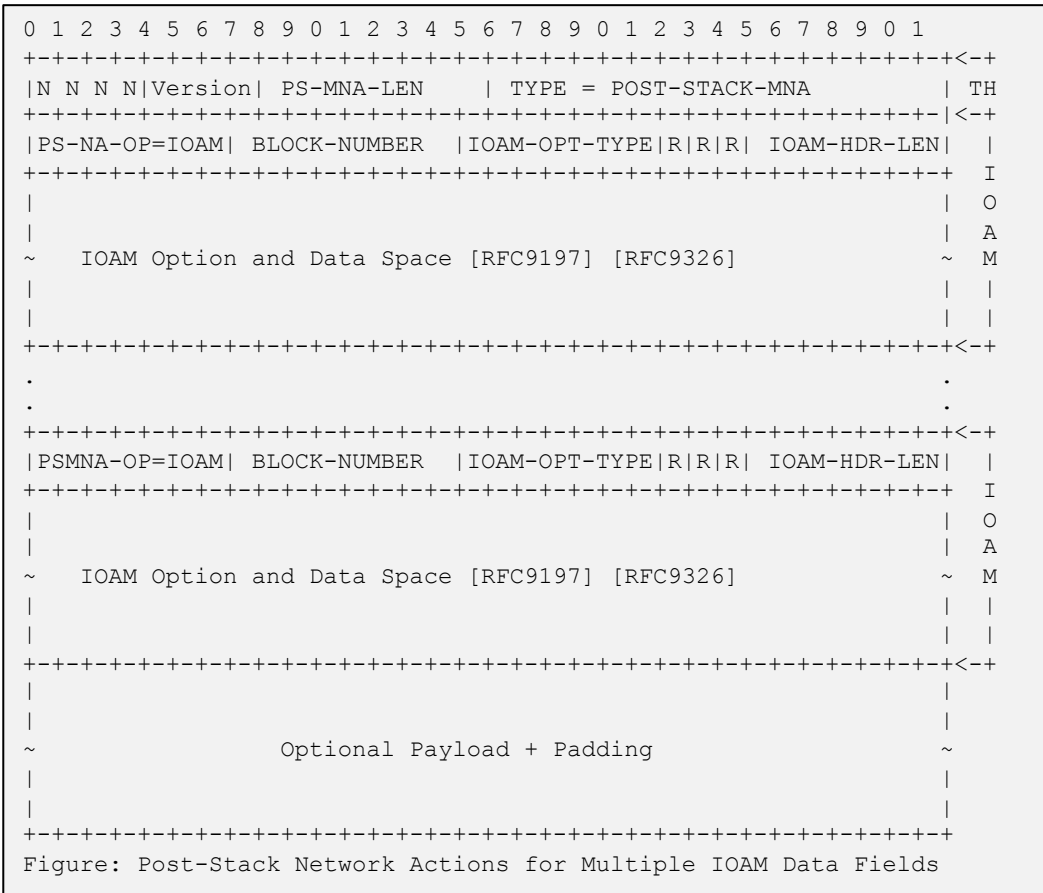 0 1 2 3 4 5 6 7 8 9 0 1 2 3 4 5 6 7 8 9 0 1 2 3 4 5 6 7 8 9 0 1
+-+-+-+-+-+-+-+-+-+-+-+-+-+-+-+-+-+-+-+-+-+-+-+-+-+-+-+-+-+-+-+-+<-+
|N N N N|Version| PS-MNA-LEN    | TYPE = POST-STACK-MNA         | TH
+-+-+-+-+-+-+-+-+-+-+-+-+-+-+-+-+-+-+-+-+-+-+-+-+-+-+-+-+-+-+-+-|<-+
|PS-NA-OP=IOAM| BLOCK-NUMBER  |IOAM-OPT-TYPE|R|R|R| IOAM-HDR-LEN|  |
+-+-+-+-+-+-+-+-+-+-+-+-+-+-+-+-+-+-+-+-+-+-+-+-+-+-+-+-+-+-+-+-+  I
|                                                               |  O
|                                                               |  A
~   IOAM Option and Data Space [RFC9197] [RFC9326]              ~  M
|                                                               |  |
|                                                               |  |
+-+-+-+-+-+-+-+-+-+-+-+-+-+-+-+-+-+-+-+-+-+-+-+-+-+-+-+-+-+-+-+-+<-+
.                                                               .
.                                                               .
+-+-+-+-+-+-+-+-+-+-+-+-+-+-+-+-+-+-+-+-+-+-+-+-+-+-+-+-+-+-+-+-+<-+
|PSMNA-OP=IOAM| BLOCK-NUMBER  |IOAM-OPT-TYPE|R|R|R| IOAM-HDR-LEN|  |
+-+-+-+-+-+-+-+-+-+-+-+-+-+-+-+-+-+-+-+-+-+-+-+-+-+-+-+-+-+-+-+-+  I
|                                                               |  O
|                                                               |  A
~   IOAM Option and Data Space [RFC9197] [RFC9326]              ~  M
|                                                               |  |
|                                                               |  |
+-+-+-+-+-+-+-+-+-+-+-+-+-+-+-+-+-+-+-+-+-+-+-+-+-+-+-+-+-+-+-+-+<-+
|                                                               |
|                                                               |
~                 Optional Payload + Padding                    ~
|                                                               |
|                                                               |
+-+-+-+-+-+-+-+-+-+-+-+-+-+-+-+-+-+-+-+-+-+-+-+-+-+-+-+-+-+-+-+-+
Figure: Post-Stack Network Actions for Multiple IOAM Data Fields